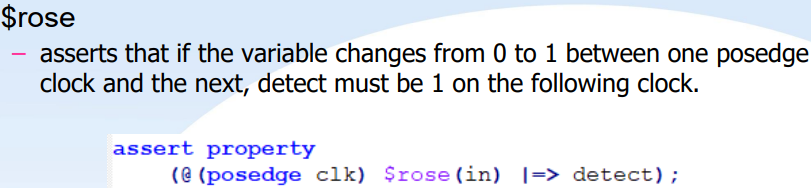 $rose
– asserts that if the variable changes from 0 to 1 between one posedge
clock and the next, detect must be 1 on the following clock.
assert property
(@(posedge clk) $rose(in) |=> detect);